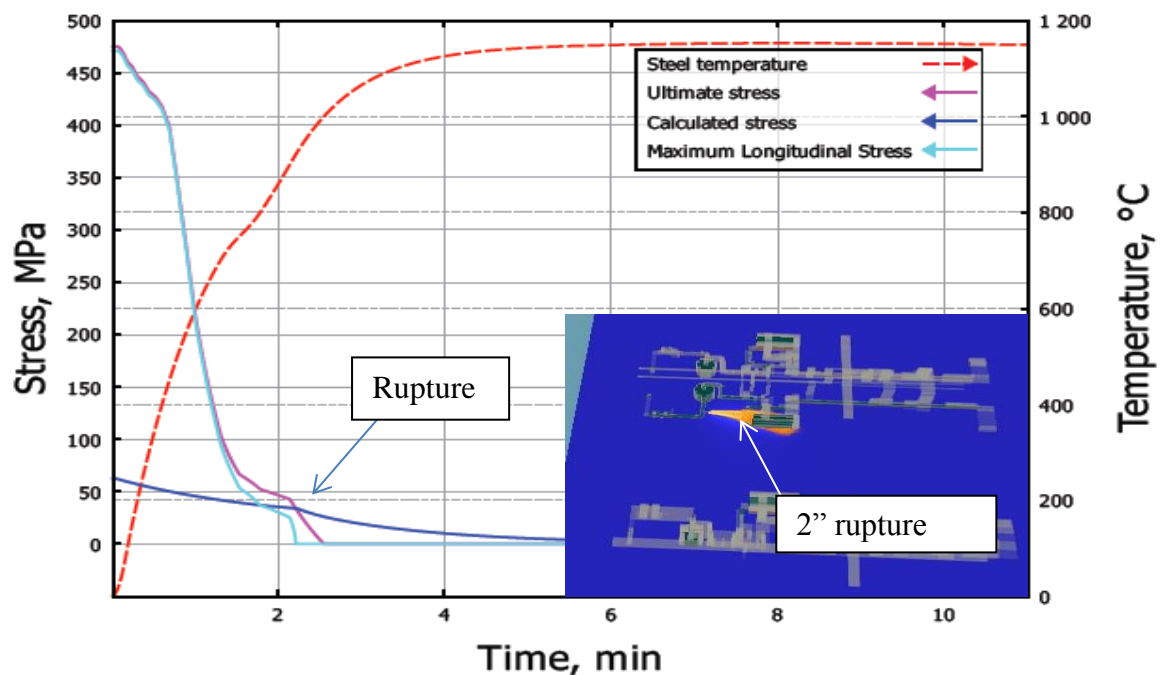 500
450
400
350
300
250
200
150
100
50
0
Stress, MPa
1 200
1 000
800
600
400
200
0
Temperature, °C
Steel temperature
Ultimate stress
Calculated stress
Maximum Longitudinal Stress
Rupture
2” rupture
2
4
6
8
10
Time, min